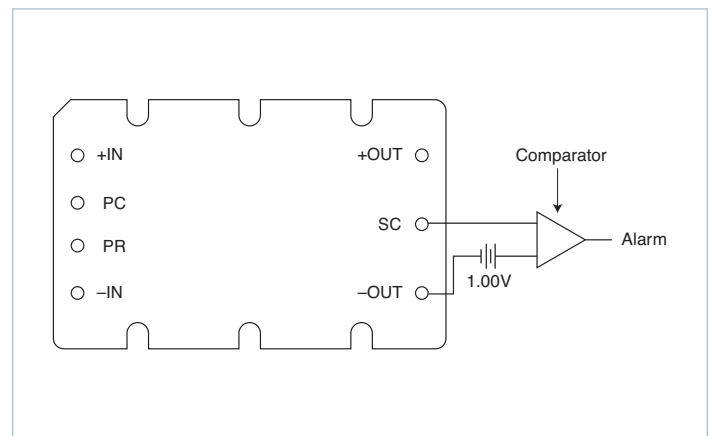 +IN
PC
PR
–IN
+OUT
SC
–OUT
1.00V
Comparator
Alarm